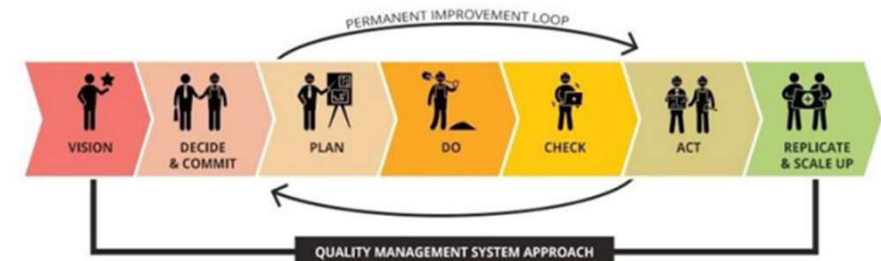 PERMANENT IMPROVEMENT LOOP
VISION
DECIDE
& COMMIT
PLAN
DO
CHECK
ACT
REPLICATE
& SCALE UP
QUALITY MANAGEMENT SYSTEM APPROACH